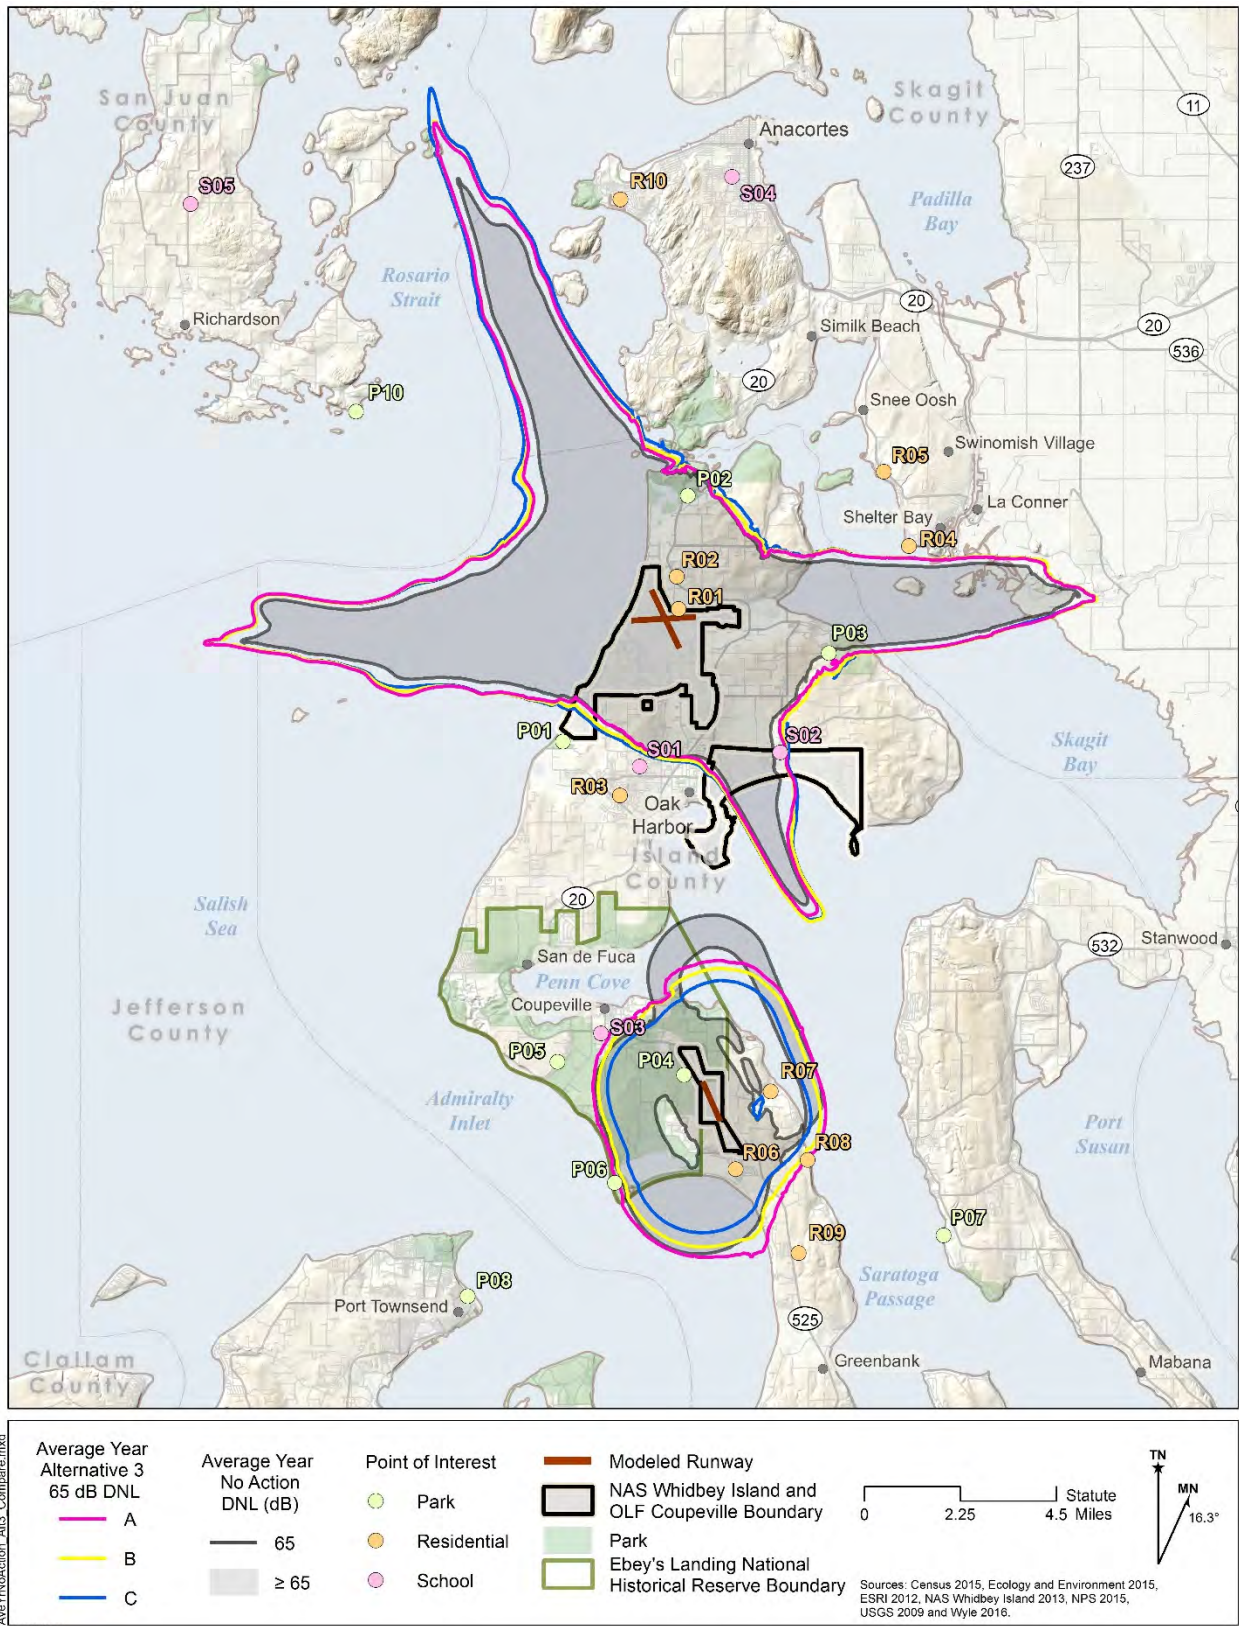 San Juan
County
Skagit
County
11
Anacortes
237
S05
R10
S04
Padilla
Bay
Rosario
Strait
20
Richardson
Similk Beach
20
536
20
P10
Snee Oosh
Swinomish Village
R05
P02
La Conner
Shelter Bay
R04
R02
R01
P03
P01
S01
S02
Skagit
Bay
R03
Oak
Harbor
Island
County
20
Salish
Sea
532
Stanwood
San de Fuca
Penn Cove
Jefferson
County
Coupeville
S03
P05
P04
R07
Admiralty
Inlet
Port
Susan
R08
R06
P06
P07
R09
Saratoga
Passage
P08
Port Townsend
525
Clallam
County
Greenbank
Mabana
AveYrNoAction_Alt3_Compare.mxd
Average Year
Alternative 3
65 dB DNL
A
B
C
Average Year
No Action
DNL (dB)
65
≥ 65
Point of Interest
Park
Residential
School
Modeled Runway
NAS Whidbey Island and
OLF Coupeville Boundary
Park
Ebey's Landing National
Historical Reserve Boundary
0 2.25 4.5
Statute
Miles
TN
MN
16.3°
Sources: Census 2015, Ecology and Environment 2015,
ESRI 2012, NAS Whidbey Island 2013, NPS 2015,
USGS 2009 and Wyle 2016.